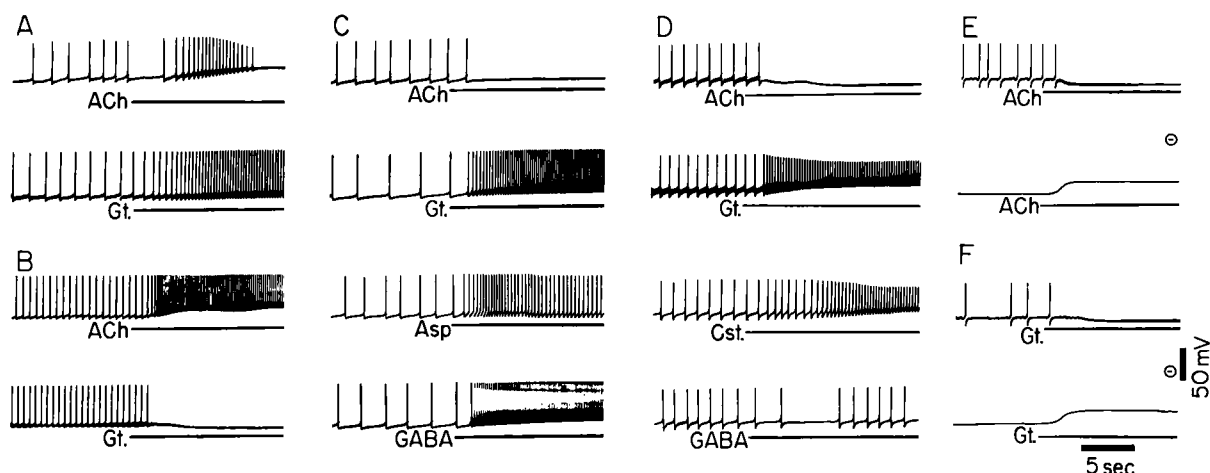 A
ACh
Gt.
B
ACh
Gt.
C
ACh
Gt.
Asp
GABA
D
ACh
Gt.
Cst.
GABA
E
ACh
⊖
ACh
F
Gt.
⊖
50 mV
Gt.
5 sec